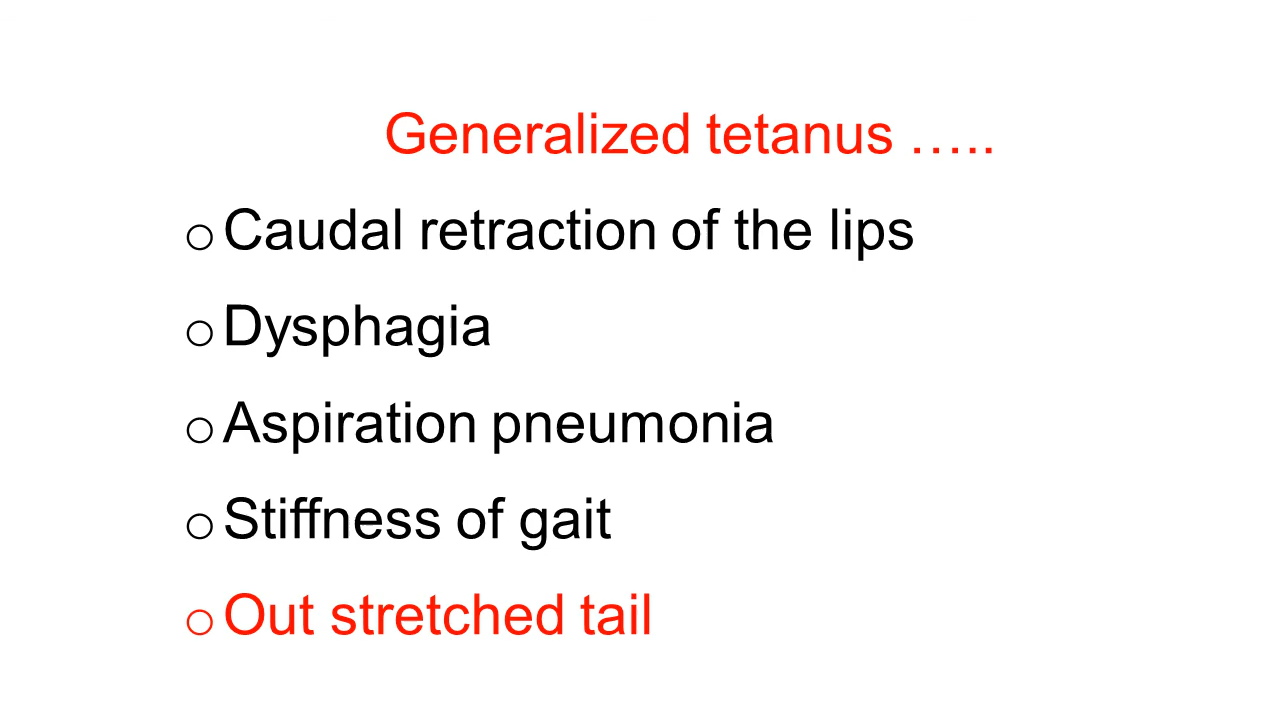 Generalized tetanus …..
o Caudal retraction of the lips
o Dysphagia
o Aspiration pneumonia
o Stiffness of gait
o Out stretched tail